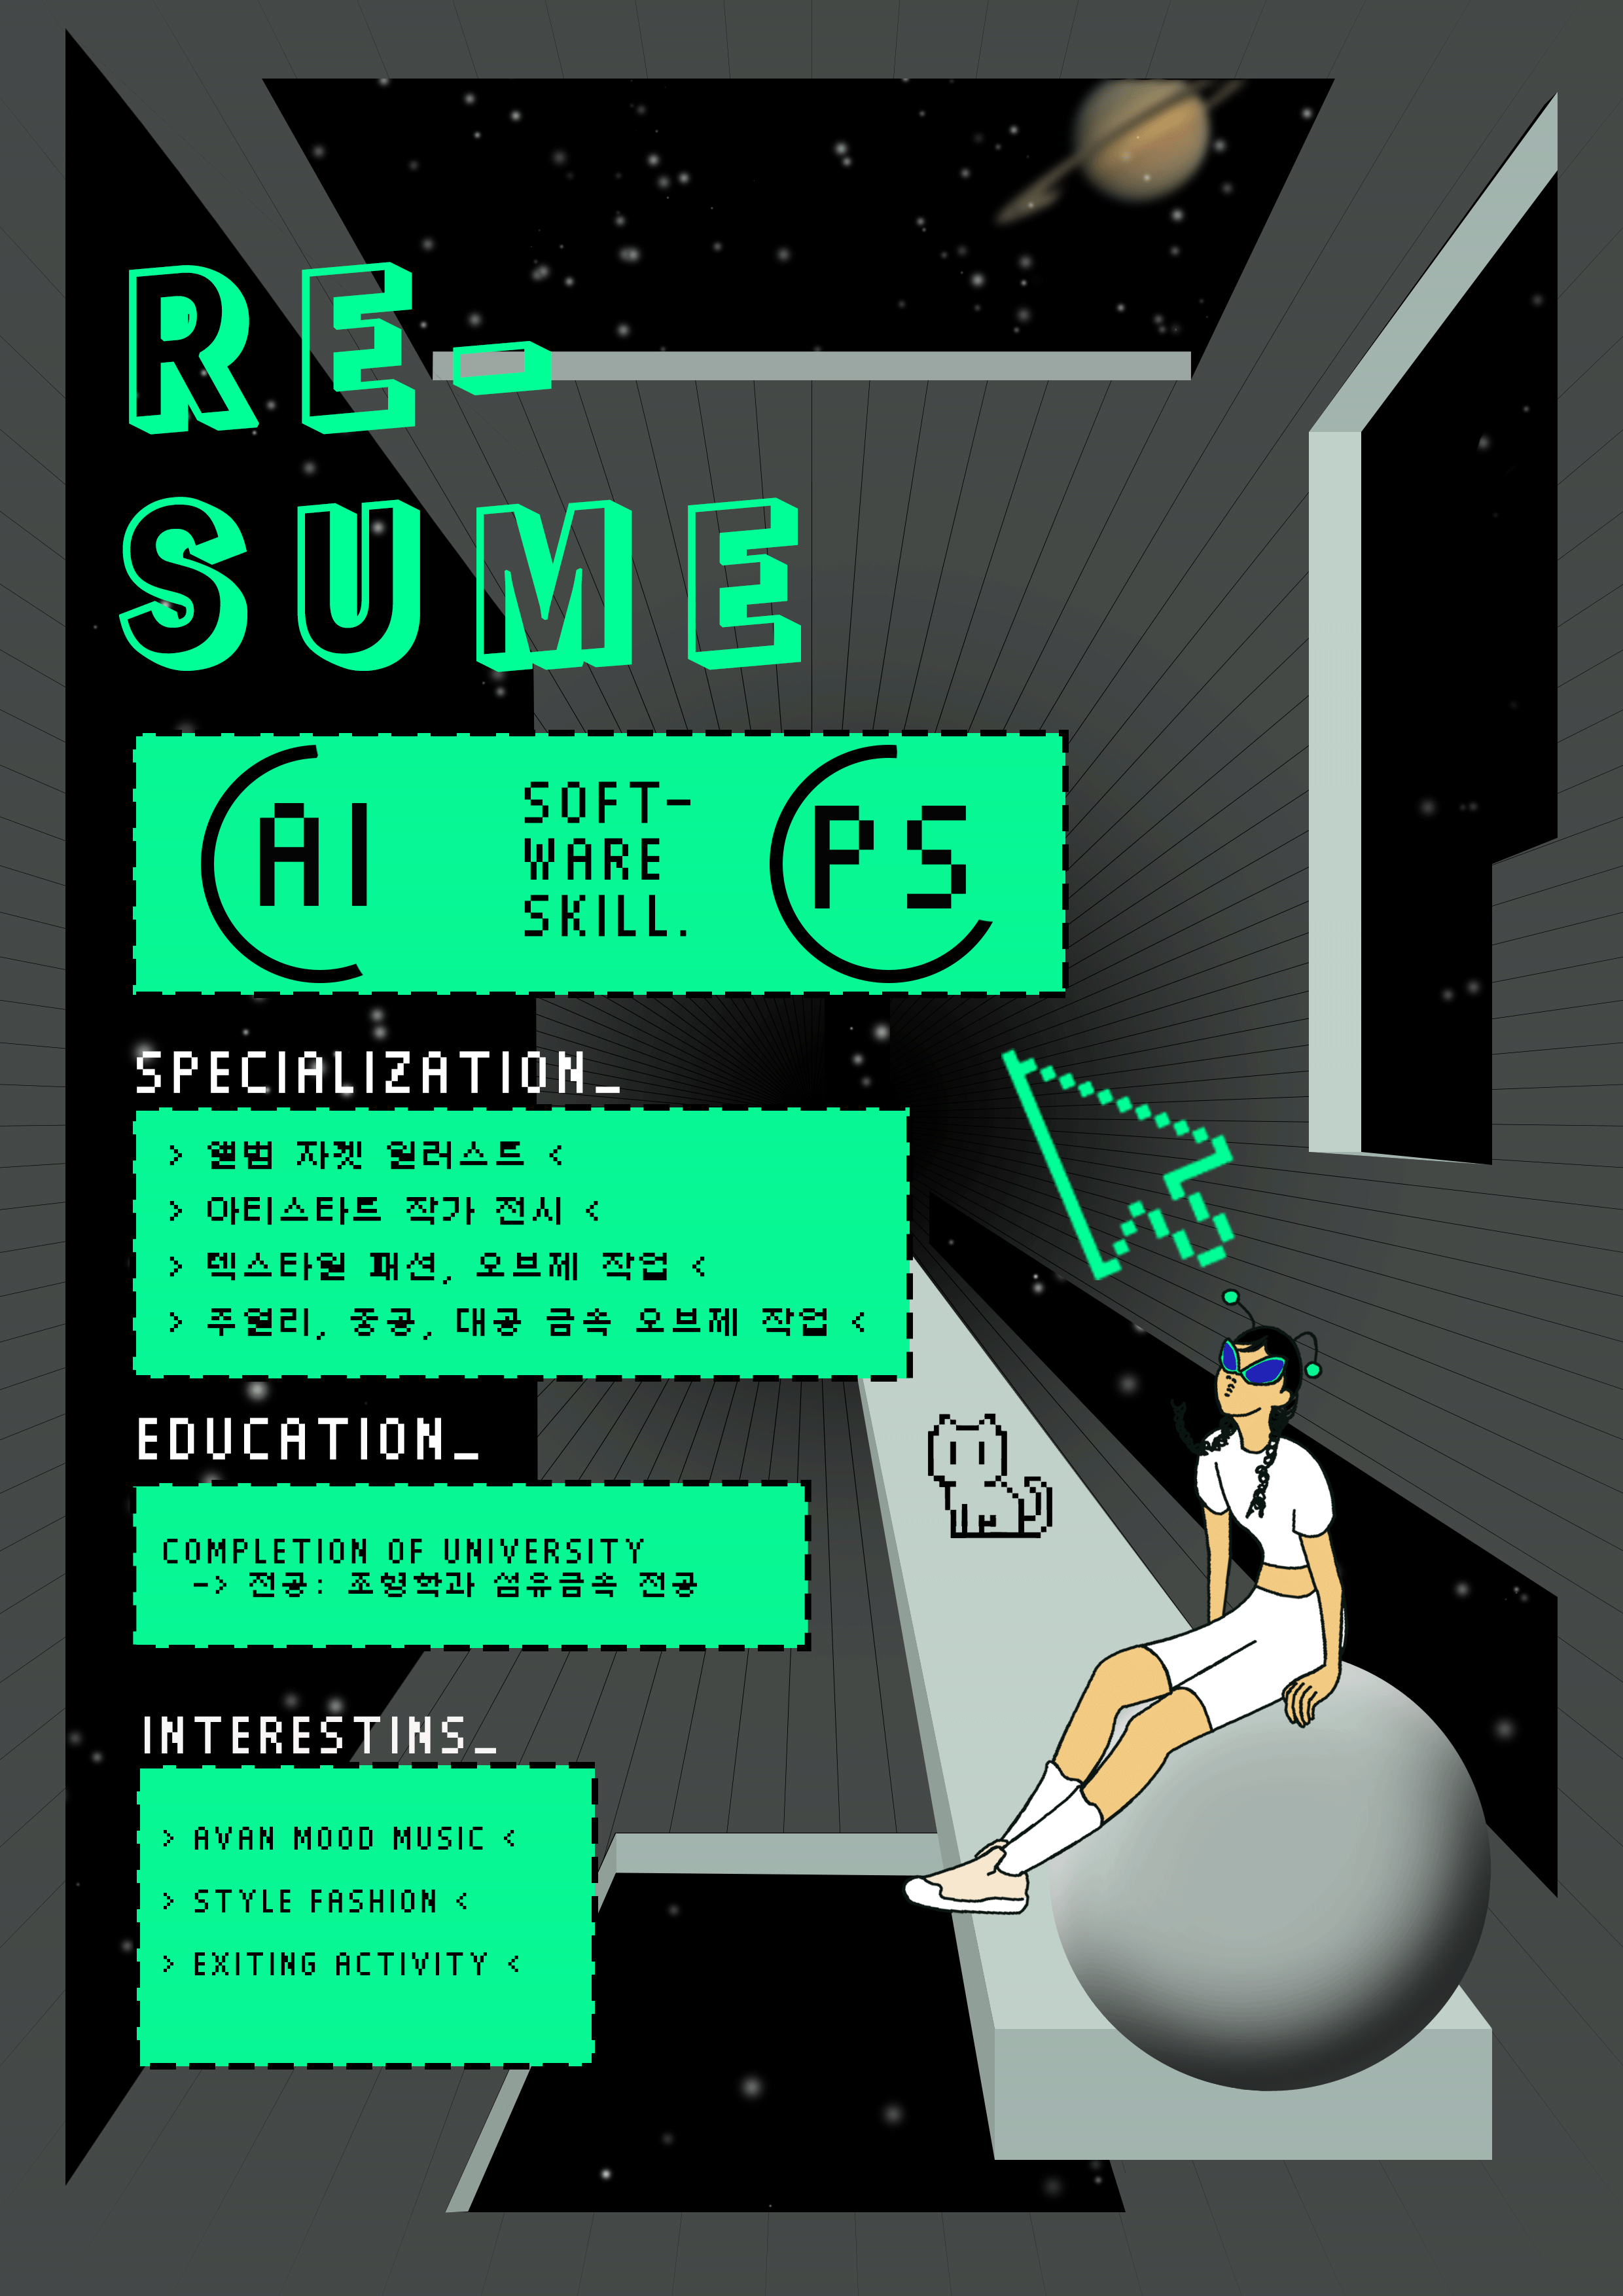 RE-
SUME
AI
SOFT-
WARE
SKILL.
PS
SPECIALIZATION_
> 앨범 자켓 일러스트 <
> 아티스타트 작가 전시 <
> 텍스타일 패션, 오브제 작업 <
> 주얼리, 중공, 대공 금속 오브제 작업 <
EDUCATION_
COMPLETION OF UNIVERSITY
-> 전공: 조형학과 섬유금속 전공
INTERESTINS_
> AVAN MOOD MUSIC <
> STYLE FASHION <
> EXITING ACTIVITY <